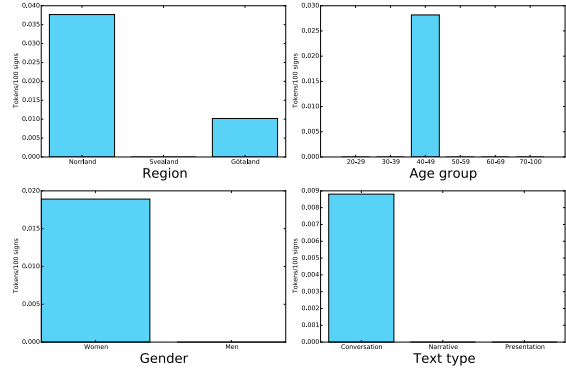 0.040
0.035
0.030
0.025
0.020
0.015
0.010
0.005
0.000
Tokens/100 signs
Norrland Svealand Götaland
Region
0.030
0.025
0.020
0.015
0.010
0.005
0.000
Tokens/100 signs
20-29 30-39 40-49 50-59 60-69 70-100
Age group
0.020
0.015
0.010
0.005
0.000
Tokens/100 signs
Women Men
Gender
0.009
0.008
0.007
0.006
0.005
0.004
0.003
0.002
0.001
0.000
Tokens/100 signs
Conversation Narrative Presentation
Text type